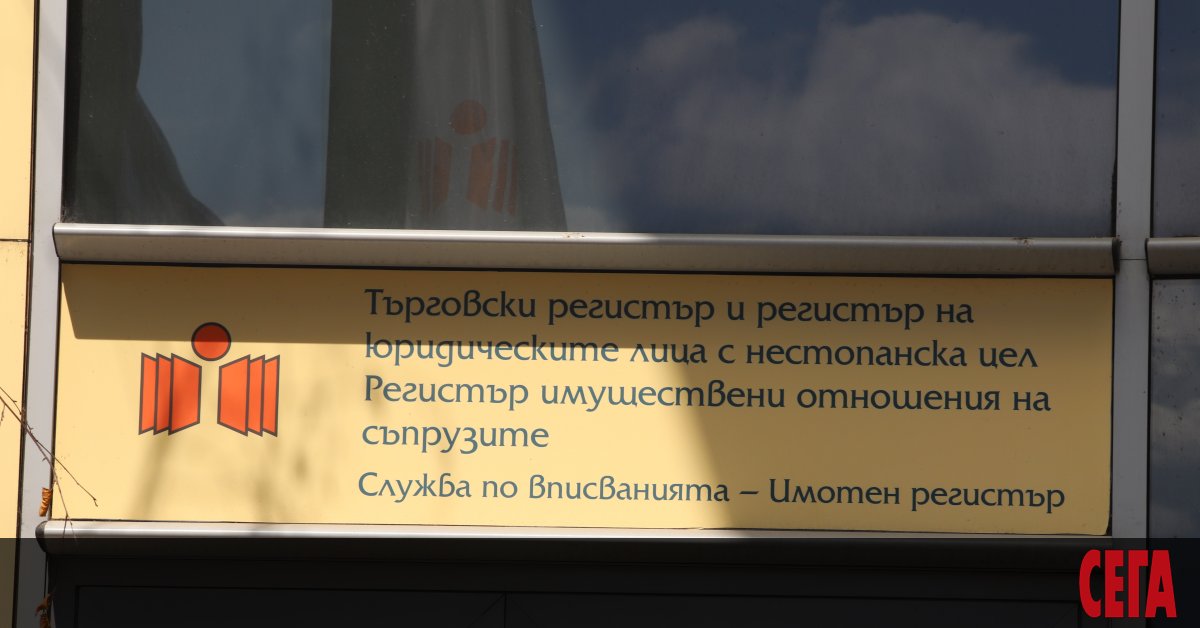 Търговски регистър и регистър на
юридическите лица с нестопанска цел
Регистър имуществени отношения на
съпрузите
Служба по вписванията – Имотен регистър
СЕГА